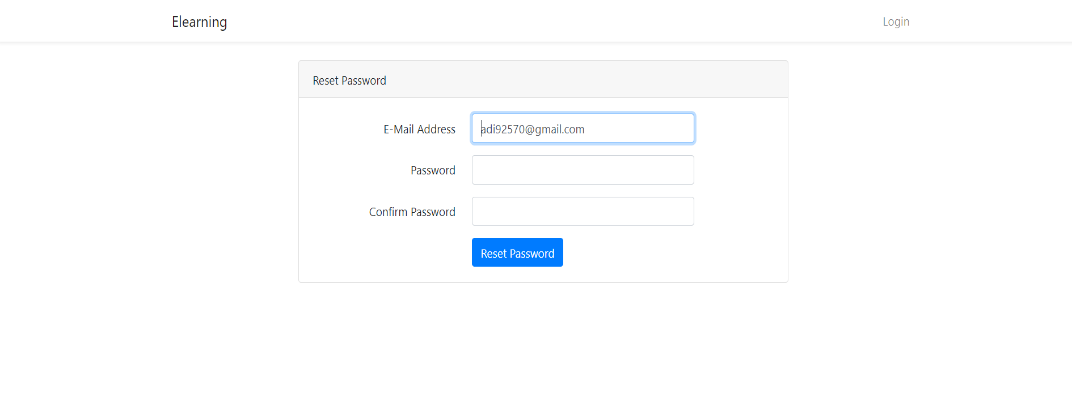 Elearning
Login
Reset Password
E-Mail Address
adi92570@gmail.com
Password
Confirm Password
Reset Password